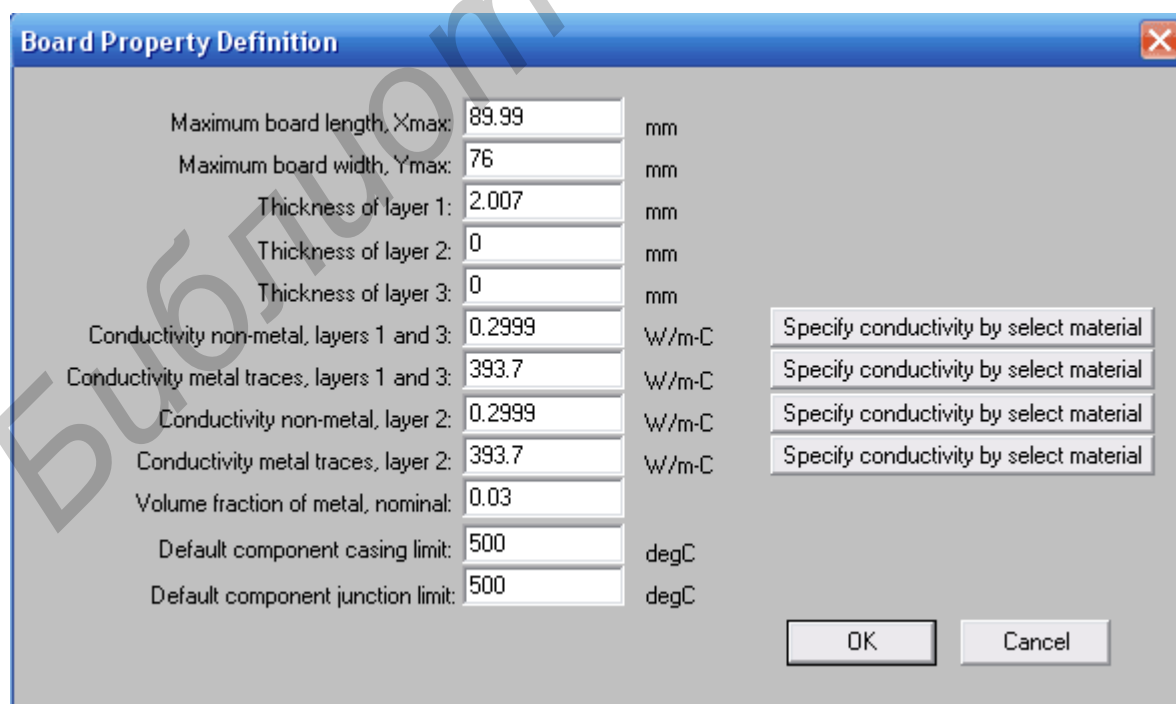 Board Property Definition
Maximum board length, Xmax: 89.99 mm
Maximum board width, Ymax: 76 mm
Thickness of layer 1: 2.007 mm
Thickness of layer 2: 0 mm
Thickness of layer 3: 0 mm
Conductivity non-metal, layers 1 and 3: 0.2999 W/m-C Specify conductivity by select material
Conductivity metal traces, layers 1 and 3: 393.7 W/m-C Specify conductivity by select material
Conductivity non-metal, layer 2: 0.2999 W/m-C Specify conductivity by select material
Conductivity metal traces, layer 2: 393.7 W/m-C Specify conductivity by select material
Volume fraction of metal, nominal: 0.03
Default component casing limit: 500 degC
Default component junction limit: 500 degC
OK Cancel
Библиот